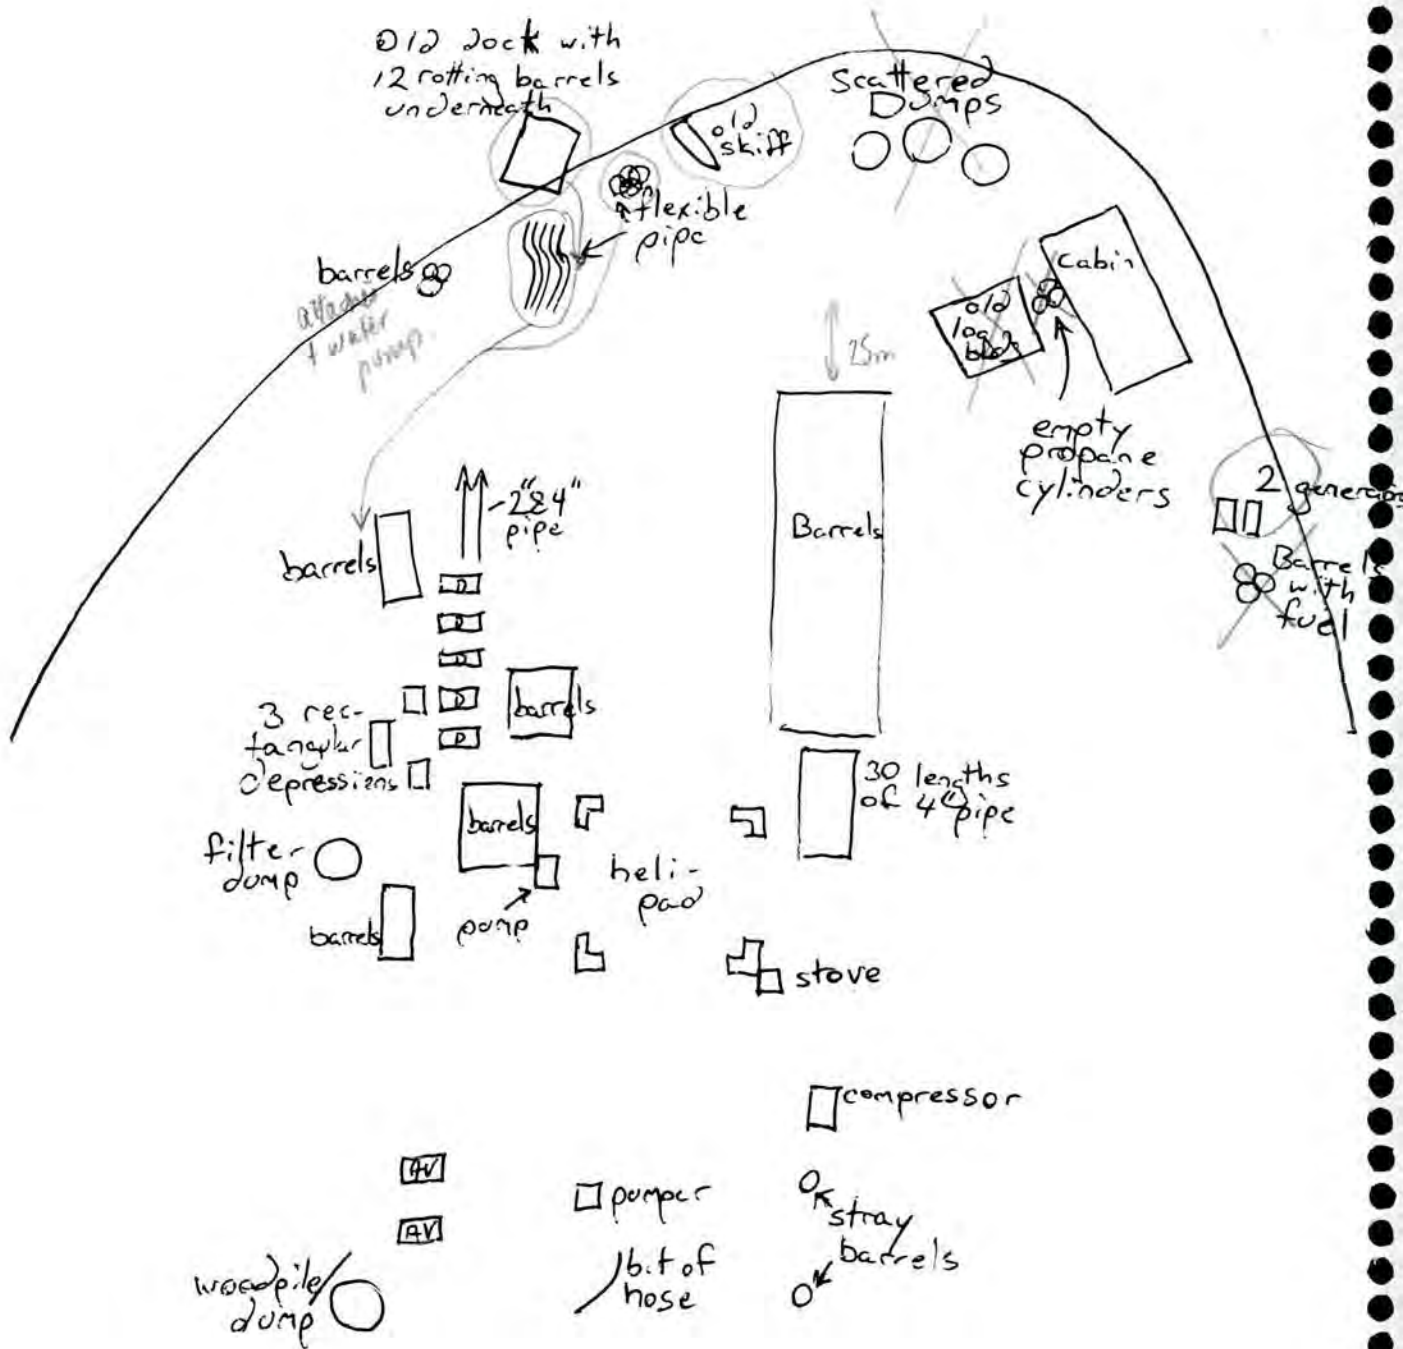 Old dock with
12 rotting barrels
underneath
old
skiff
Scattered
Dumps
flexible
pipe
barrels
attached
+ water
pump.
Cabin
old
log
bldg
25m
empty
propane
cylinders
2"&4"
pipe
barrels
Barrels
2
Barrels
with
fuel
D
D
D
D
D
barrels
3 rec-
tangular
depressions
30 lengths
of 4" pipe
barrels
filter
dump
heli-
pad
pump
barrels
stove
compressor
AV
AV
pumper
stray
barrels
bit of
hose
woodpile/
dump